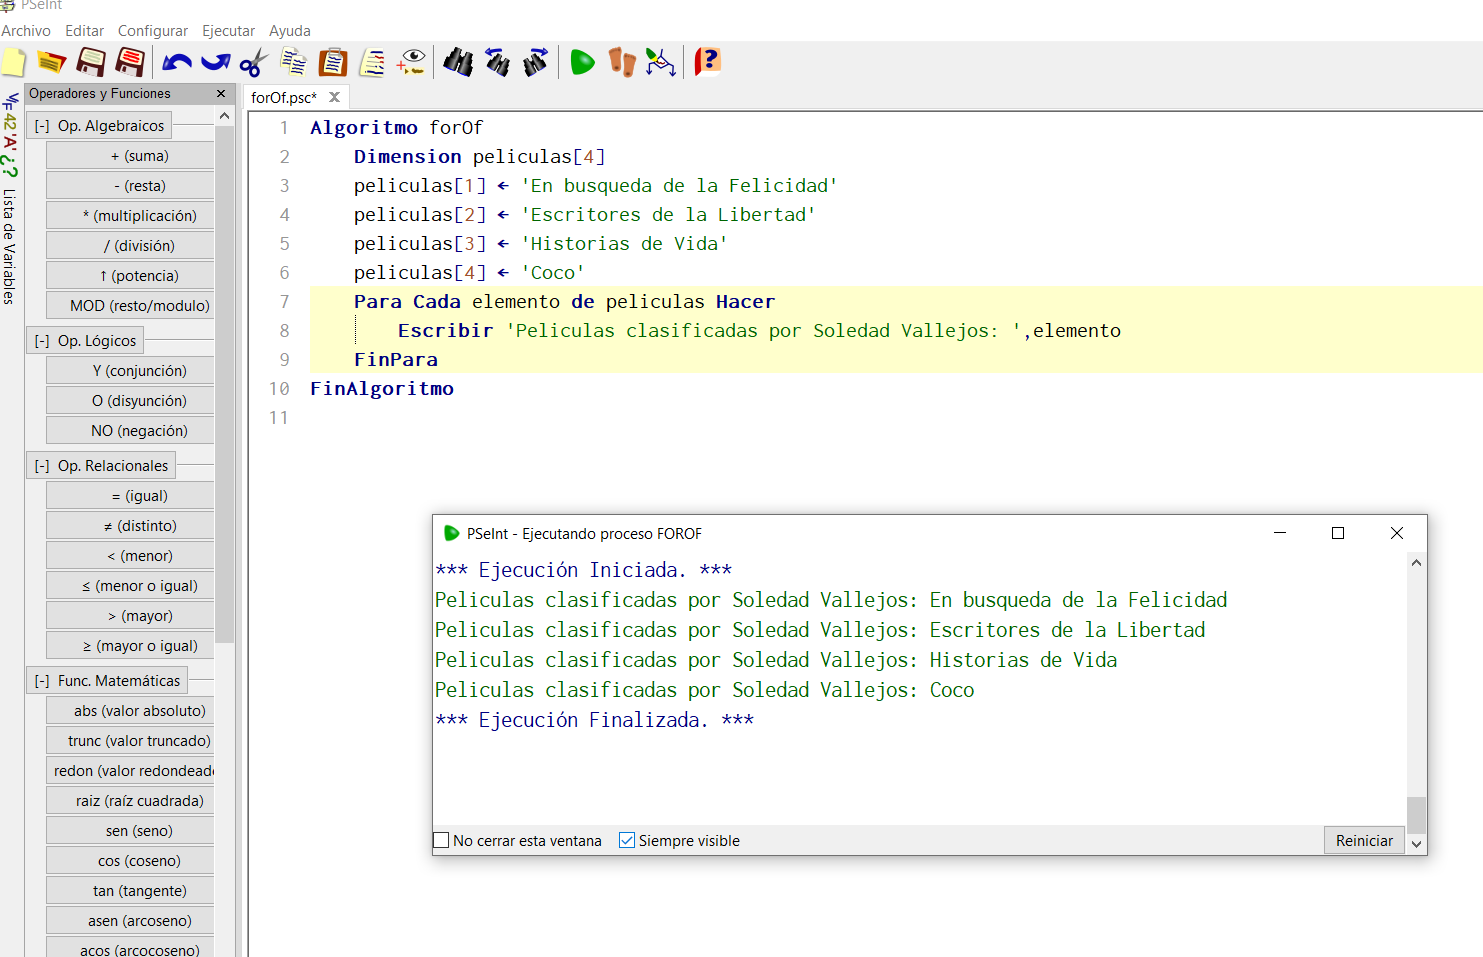 PSeInt
Archivo Editar Configurar Ejecutar Ayuda
Operadores y Funciones
forOf.psc*
Lista de Variables
[-] Op. Algebraicos
+ (suma)
- (resta)
* (multiplicación)
/ (división)
↑ (potencia)
MOD (resto/modulo)
[-] Op. Lógicos
Y (conjunción)
O (disyunción)
NO (negación)
[-] Op. Relacionales
= (igual)
≠ (distinto)
< (menor)
≤ (menor o igual)
> (mayor)
≥ (mayor o igual)
[-] Func. Matemáticas
abs (valor absoluto)
trunc (valor truncado)
redon (valor redondeado
raiz (raíz cuadrada)
sen (seno)
cos (coseno)
tan (tangente)
asen (arcoseno)
acos (arcocoseno)
1 Algoritmo forOf
2 Dimension peliculas[4]
3 peliculas[1] ← 'En busqueda de la Felicidad'
4 peliculas[2] ← 'Escritores de la Libertad'
5 peliculas[3] ← 'Historias de Vida'
6 peliculas[4] ← 'Coco'
7 Para Cada elemento de peliculas Hacer
8 Escribir 'Peliculas clasificadas por Soledad Vallejos: ',elemento
9 FinPara
10 FinAlgoritmo
11
PSeInt - Ejecutando proceso FOROF
*** Ejecución Iniciada. ***
Peliculas clasificadas por Soledad Vallejos: En busqueda de la Felicidad
Peliculas clasificadas por Soledad Vallejos: Escritores de la Libertad
Peliculas clasificadas por Soledad Vallejos: Historias de Vida
Peliculas clasificadas por Soledad Vallejos: Coco
*** Ejecución Finalizada. ***
No cerrar esta ventana
Siempre visible
Reiniciar